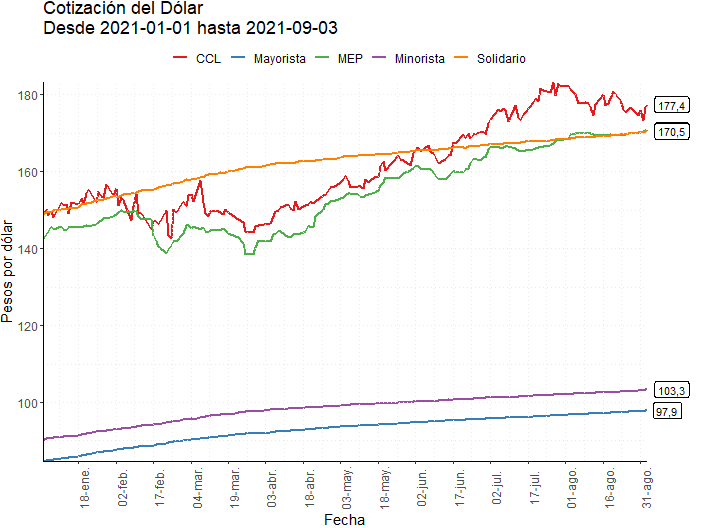 Cotización del Dólar
Desde 2021-01-01 hasta 2021-09-03
CCL Mayorista MEP Minorista Solidario
Pesos por dólar
180
160
140
120
100
177,4
170,5
103,3
97,9
18-ene.
02-feb.
17-feb.
04-mar.
19-mar.
03-abr.
18-abr.
03-may.
18-may.
02-jun.
17-jun.
02-jul.
17-jul.
01-ago.
16-ago.
31-ago.
Fecha